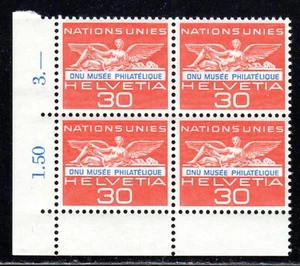 3.—
NATIONS UNIES NATIONS UNIES
ONU MUSÉE PHILATÉLIQUE ONU MUSÉE PHILATÉLIQUE
HELVETIA HELVETIA
30 30
1.50
NATIONS UNIES NATIONS UNIES
ONU MUSÉE PHILATÉLIQUE ONU MUSÉE PHILATÉLIQUE
HELVETIA HELVETIA
30 30